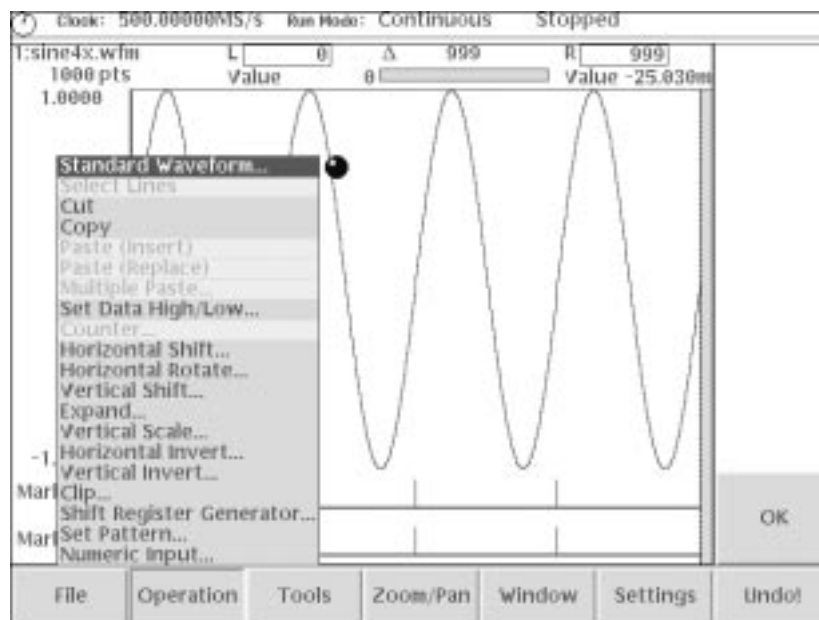 Clock: 500.00000MS/s Run Mode: Continuous Stopped
1:sine4x.wfm L 0 Δ 999 R 999
1000 pts Value 0 Value -25.030m
1.0000
Standard Waveform...
Select Lines
Cut
Copy
Paste (Insert)
Paste (Replace)
Multiple Paste...
Set Data High/Low...
Counter...
Horizontal Shift...
Horizontal Rotate...
Vertical Shift...
Expand...
Vertical Scale...
-1. Horizontal Invert...
Vertical Invert...
Mar Clip...
Shift Register Generator...
OK
Mar Set Pattern...
Numeric Input...
File Operation Tools Zoom/Pan Window Settings Undo!